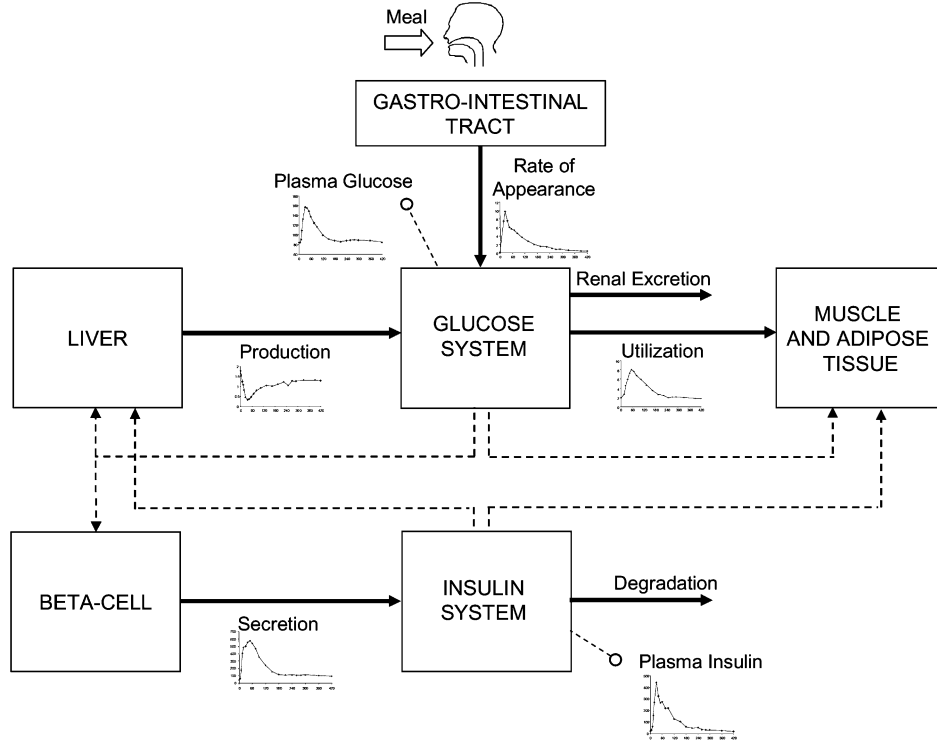 Meal
GASTRO-INTESTINAL
TRACT
Plasma Glucose
Rate of
Appearance
Renal Excretion
LIVER
GLUCOSE
SYSTEM
MUSCLE
AND ADIPOSE
TISSUE
Production
Utilization
BETA-CELL
INSULIN
SYSTEM
Degradation
Secretion
Plasma Insulin